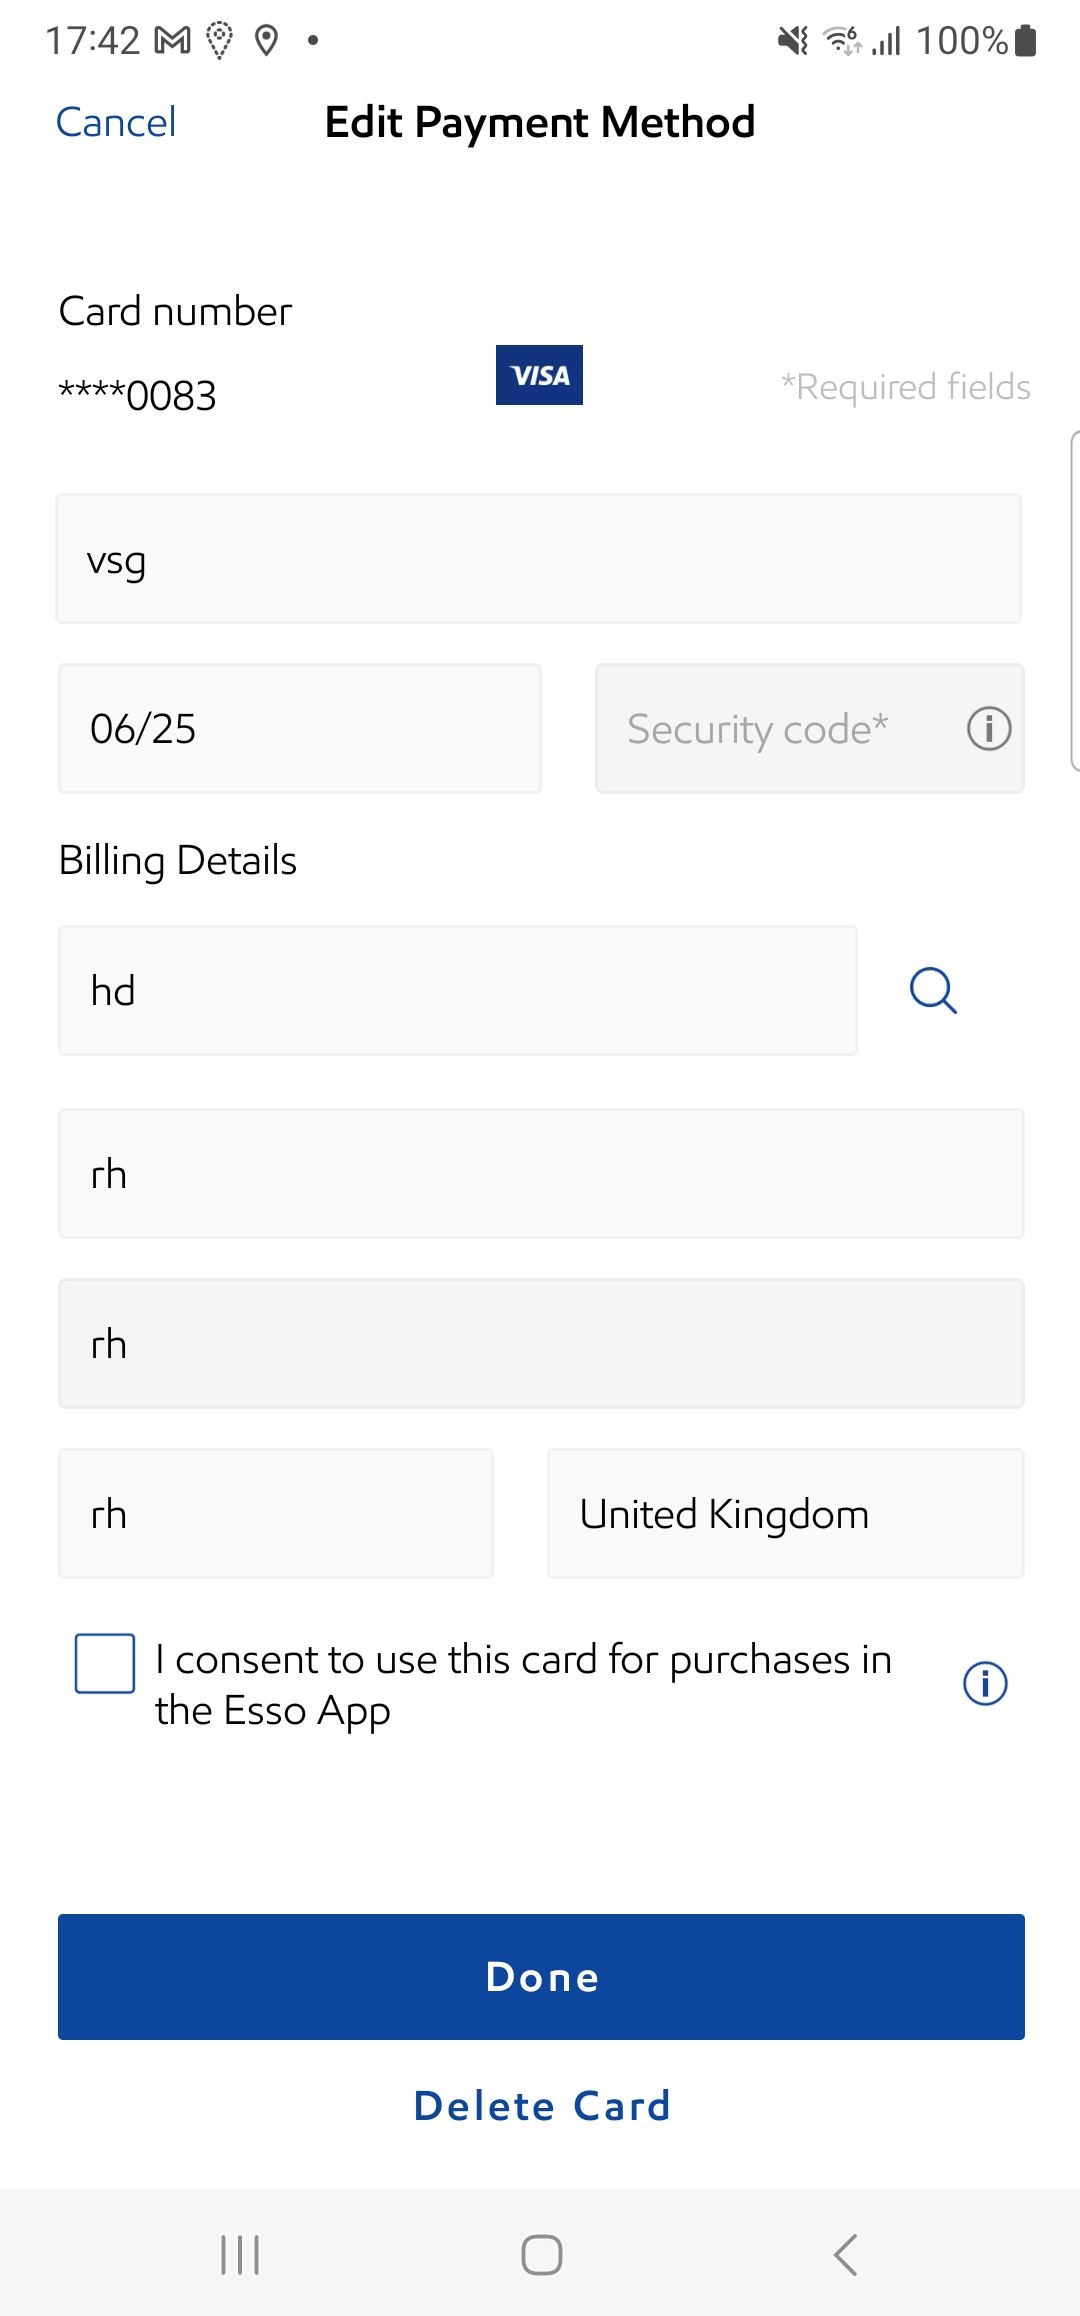 17:42 100%
Cancel Edit Payment Method
Card number
****0083 VISA *Required fields
vsg
06/25 Security code*
Billing Details
hd
rh
rh
rh United Kingdom
I consent to use this card for purchases in
the Esso App
Done
Delete Card